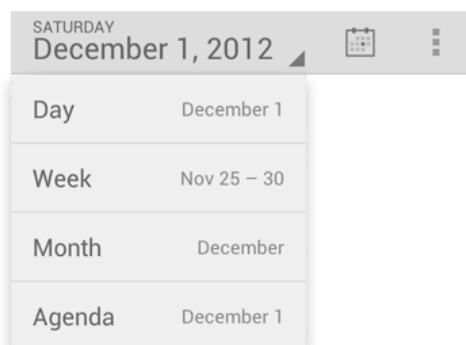 SATURDAY
December 1, 2012
Day December 1
Week Nov 25 – 30
Month December
Agenda December 1